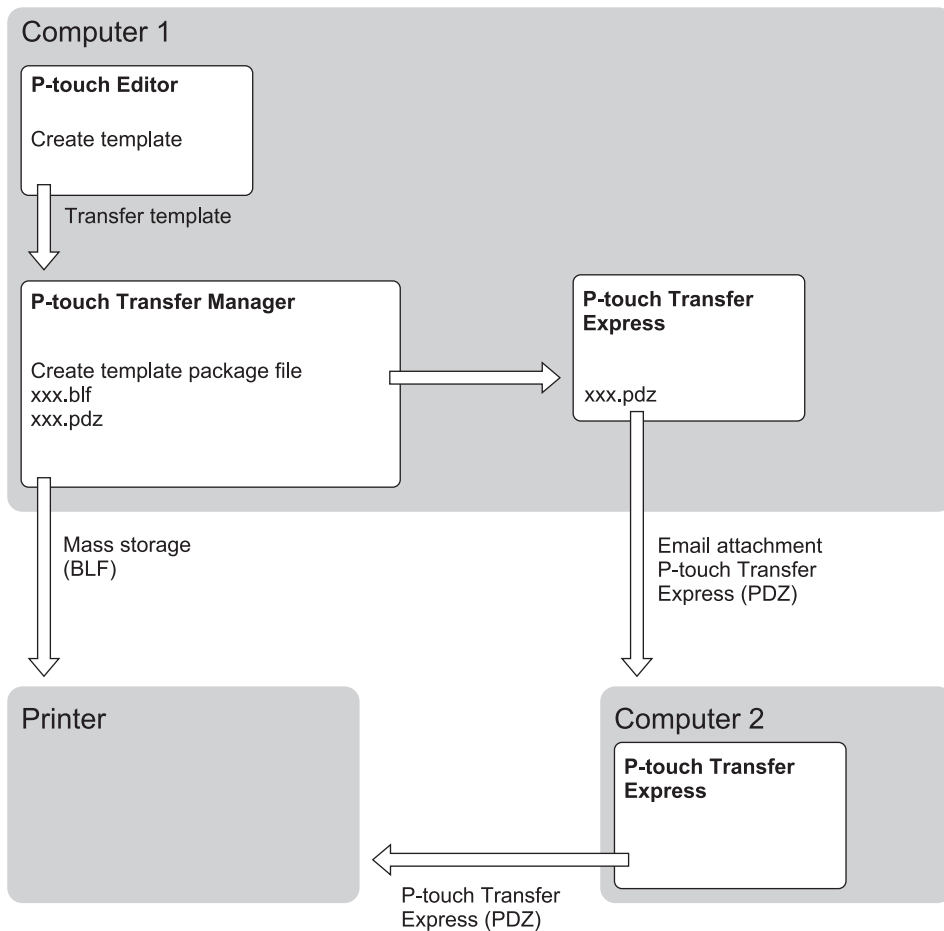 Computer 1
P-touch Editor
Create template
Transfer template
P-touch Transfer Manager
Create template package file
xxx.blf
xxx.pdz
P-touch Transfer
Express
xxx.pdz
Mass storage
(BLF)
Email attachment
P-touch Transfer
Express (PDZ)
Printer
Computer 2
P-touch Transfer
Express
P-touch Transfer
Express (PDZ)